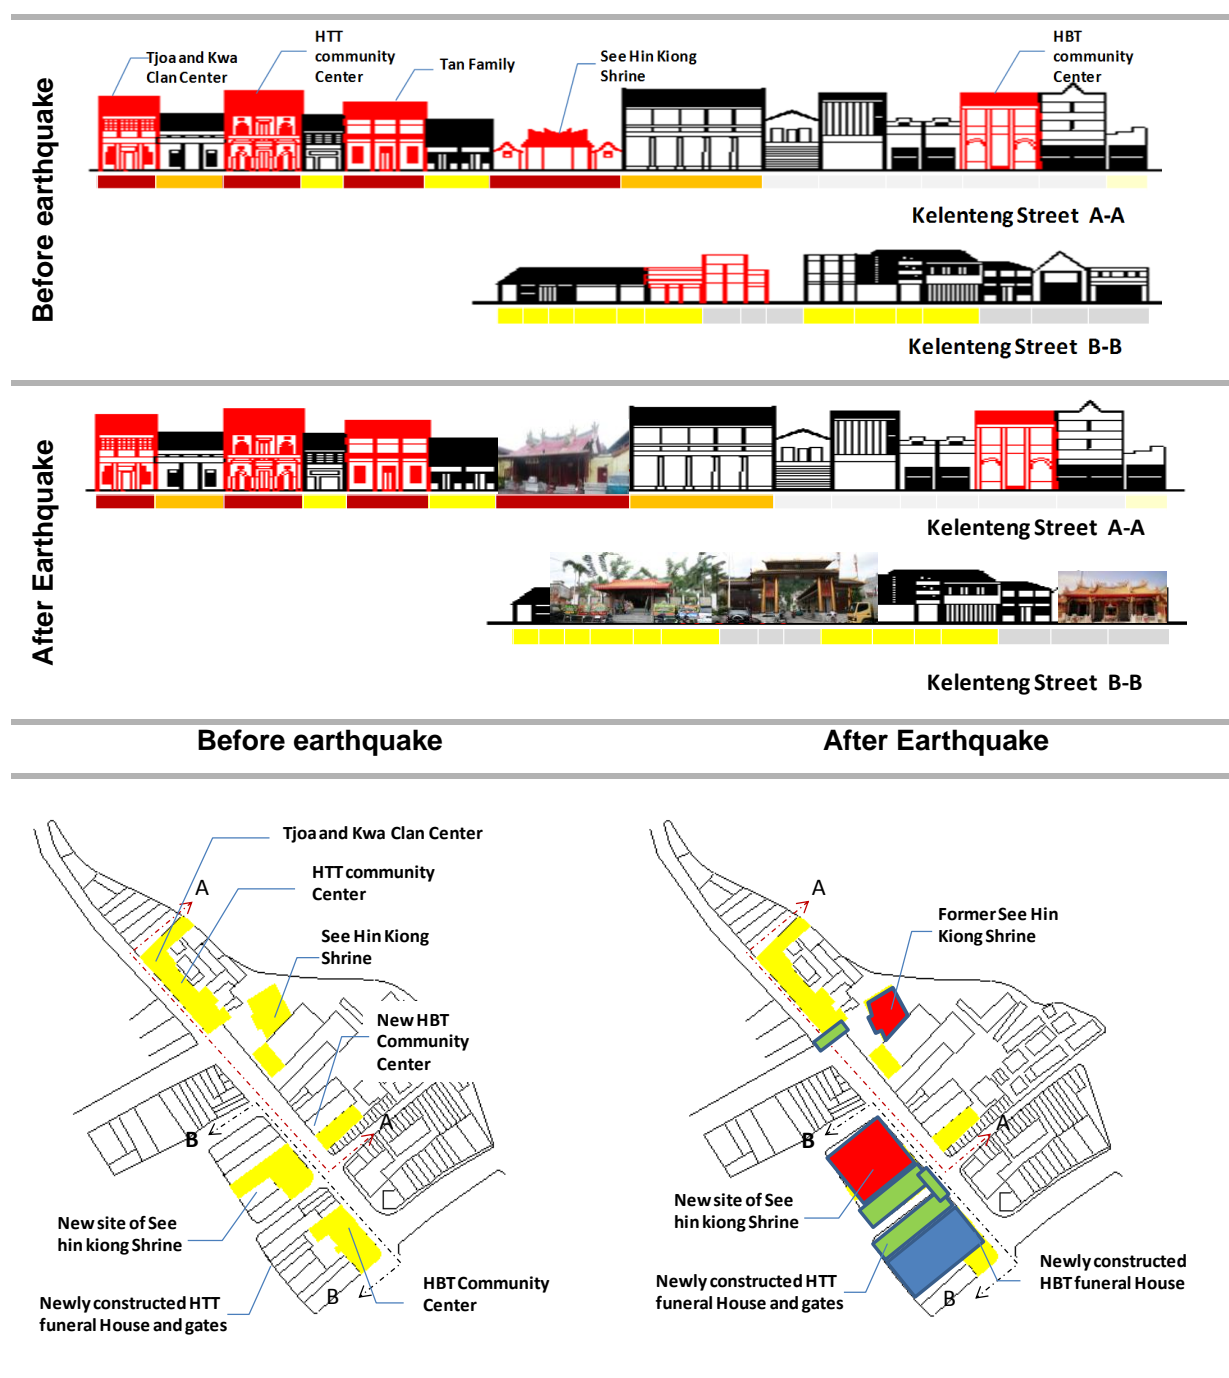 Before earthquake
Tjoa and Kwa
Clan Center
HTT
community
Center
Tan Family
See Hin Kiong
Shrine
HBT
community
Center
Kelenteng Street A-A
Kelenteng Street B-B
After Earthquake
Kelenteng Street A-A
Kelenteng Street B-B
Before earthquake
After Earthquake
Tjoa and Kwa Clan Center
HTT community
Center
A
See Hin Kiong
Shrine
New HBT
Community
Center
A
B
New site of See
hin kiong Shrine
HBT Community
Center
B
Newly constructed HTT
funeral House and gates
A
Former See Hin
Kiong Shrine
A
B
New site of See
hin kiong Shrine
Newly constructed
HBT funeral House
Newly constructed HTT
funeral House and gates
B